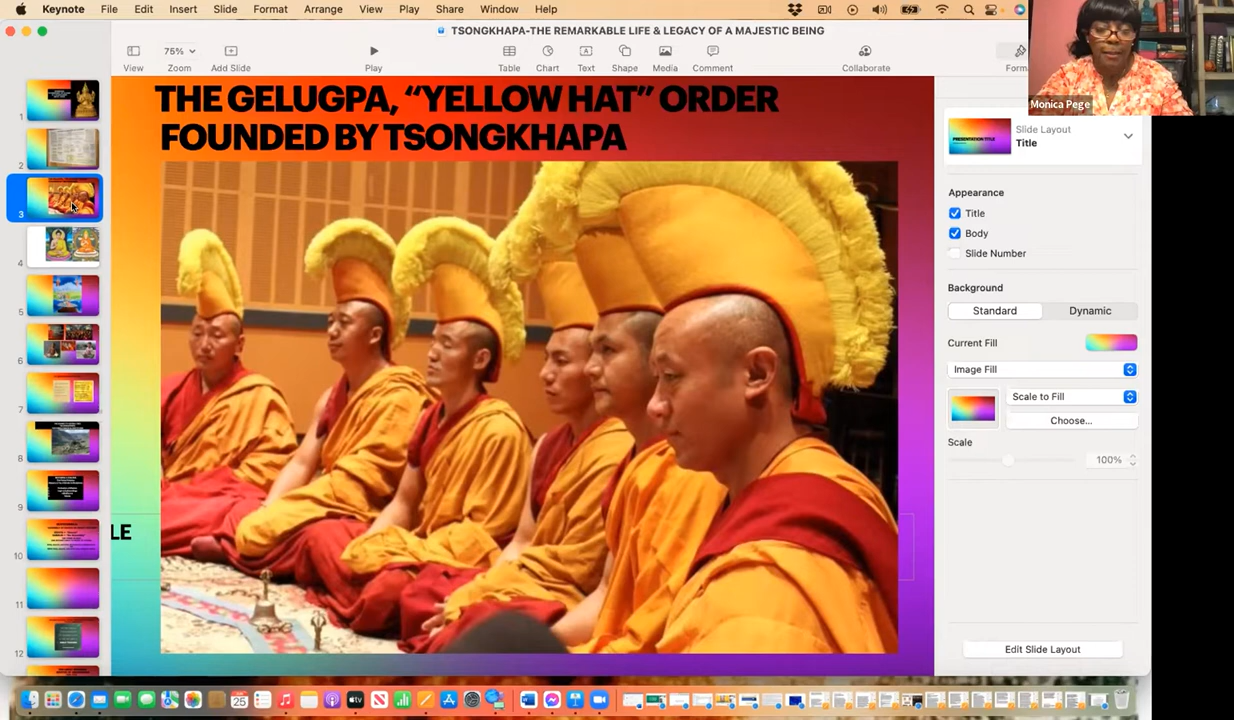 Keynote File Edit Insert Slide Format Arrange View Play Share Window Help
TSONGKHAPA-THE REMARKABLE LIFE & LEGACY OF A MAJESTIC BEING
75%
View Zoom Add Slide Play Table Chart Text Shape Media Comment Collaborate Forma
Monica Pege
THE GELUGPA, “YELLOW HAT” ORDER
FOUNDED BY TSONGKHAPA
LE
1
2
3
4
5
6
7
8
9
10
11
12
PRESENTATION TITLE
Slide Layout
Title
Appearance
Title
Body
Slide Number
Background
Standard Dynamic
Current Fill
Image Fill
Scale to Fill
Choose...
Scale
100%
Edit Slide Layout
25